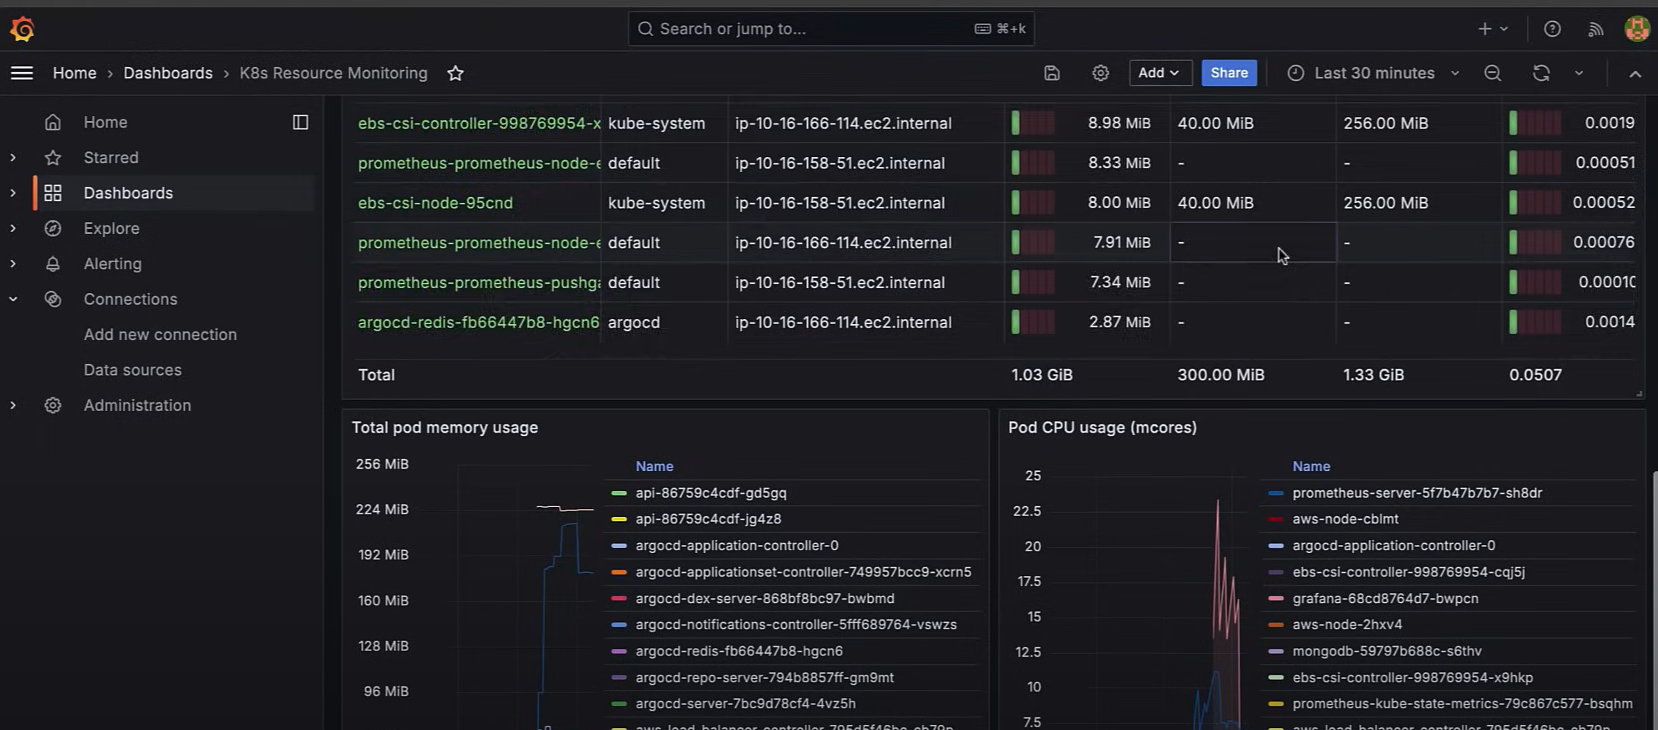 Search or jump to... ⌘+k
Home › Dashboards › K8s Resource Monitoring Add Share Last 30 minutes
Home
Starred
Dashboards
Explore
Alerting
Connections
Add new connection
Data sources
Administration
ebs-csi-controller-998769954-x kube-system ip-10-16-166-114.ec2.internal 8.98 MiB 40.00 MiB 256.00 MiB 0.0019
prometheus-prometheus-node-e default ip-10-16-158-51.ec2.internal 8.33 MiB - - 0.00051
ebs-csi-node-95cnd kube-system ip-10-16-158-51.ec2.internal 8.00 MiB 40.00 MiB 256.00 MiB 0.00052
prometheus-prometheus-node-e default ip-10-16-166-114.ec2.internal 7.91 MiB - - 0.00076
prometheus-prometheus-pushga default ip-10-16-158-51.ec2.internal 7.34 MiB - - 0.00010
argocd-redis-fb66447b8-hgcn6 argocd ip-10-16-166-114.ec2.internal 2.87 MiB - - 0.0014
Total 1.03 GiB 300.00 MiB 1.33 GiB 0.0507
Total pod memory usage
256 MiB
224 MiB
192 MiB
160 MiB
128 MiB
96 MiB
Name
api-86759c4cdf-gd5gq
api-86759c4cdf-jg4z8
argocd-application-controller-0
argocd-applicationset-controller-749957bcc9-xcrn5
argocd-dex-server-868bf8bc97-bwbmd
argocd-notifications-controller-5fff689764-vswzs
argocd-redis-fb66447b8-hgcn6
argocd-repo-server-794b8857ff-gm9mt
argocd-server-7bc9d78cf4-4vz5h
Pod CPU usage (mcores)
25
22.5
20
17.5
15
12.5
10
7.5
Name
prometheus-server-5f7b47b7b7-sh8dr
aws-node-cblmt
argocd-application-controller-0
ebs-csi-controller-998769954-cqj5j
grafana-68cd8764d7-bwpcn
aws-node-2hxv4
mongodb-59797b688c-s6thv
ebs-csi-controller-998769954-x9hkp
prometheus-kube-state-metrics-79c867c577-bsqhm